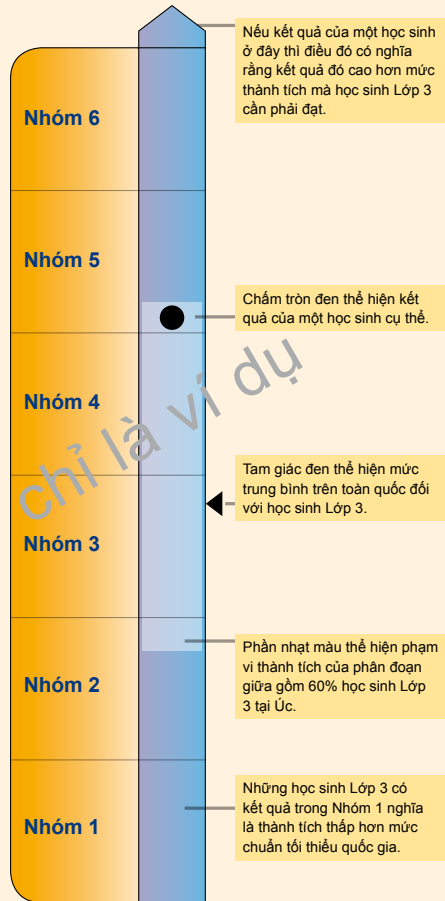 Nếu kết quả của một học sinh
ở đây thì điều đó có nghĩa
rằng kết quả đó cao hơn mức
thành tích mà học sinh Lớp 3
cần phải đạt.
Nhóm 6
Nhóm 5
Chấm tròn đen thể hiện kết
quả của một học sinh cụ thể.
Nhóm 4
chỉ là ví dụ
Tam giác đen thể hiện mức
trung bình trên toàn quốc đối
với học sinh Lớp 3.
Nhóm 3
Phần nhạt màu thể hiện phạm
vi thành tích của phân đoạn
giữa gồm 60% học sinh Lớp
3 tại Úc.
Nhóm 2
Những học sinh Lớp 3 có
kết quả trong Nhóm 1 nghĩa
là thành tích thấp hơn mức
chuẩn tối thiểu quốc gia.
Nhóm 1